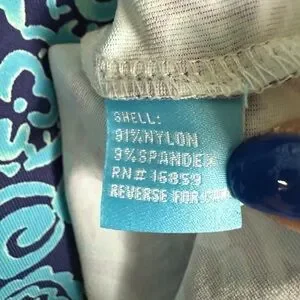 SHELL:
91%NYLON
9%SPANDEX
RN# 16859
REVERSE FOR